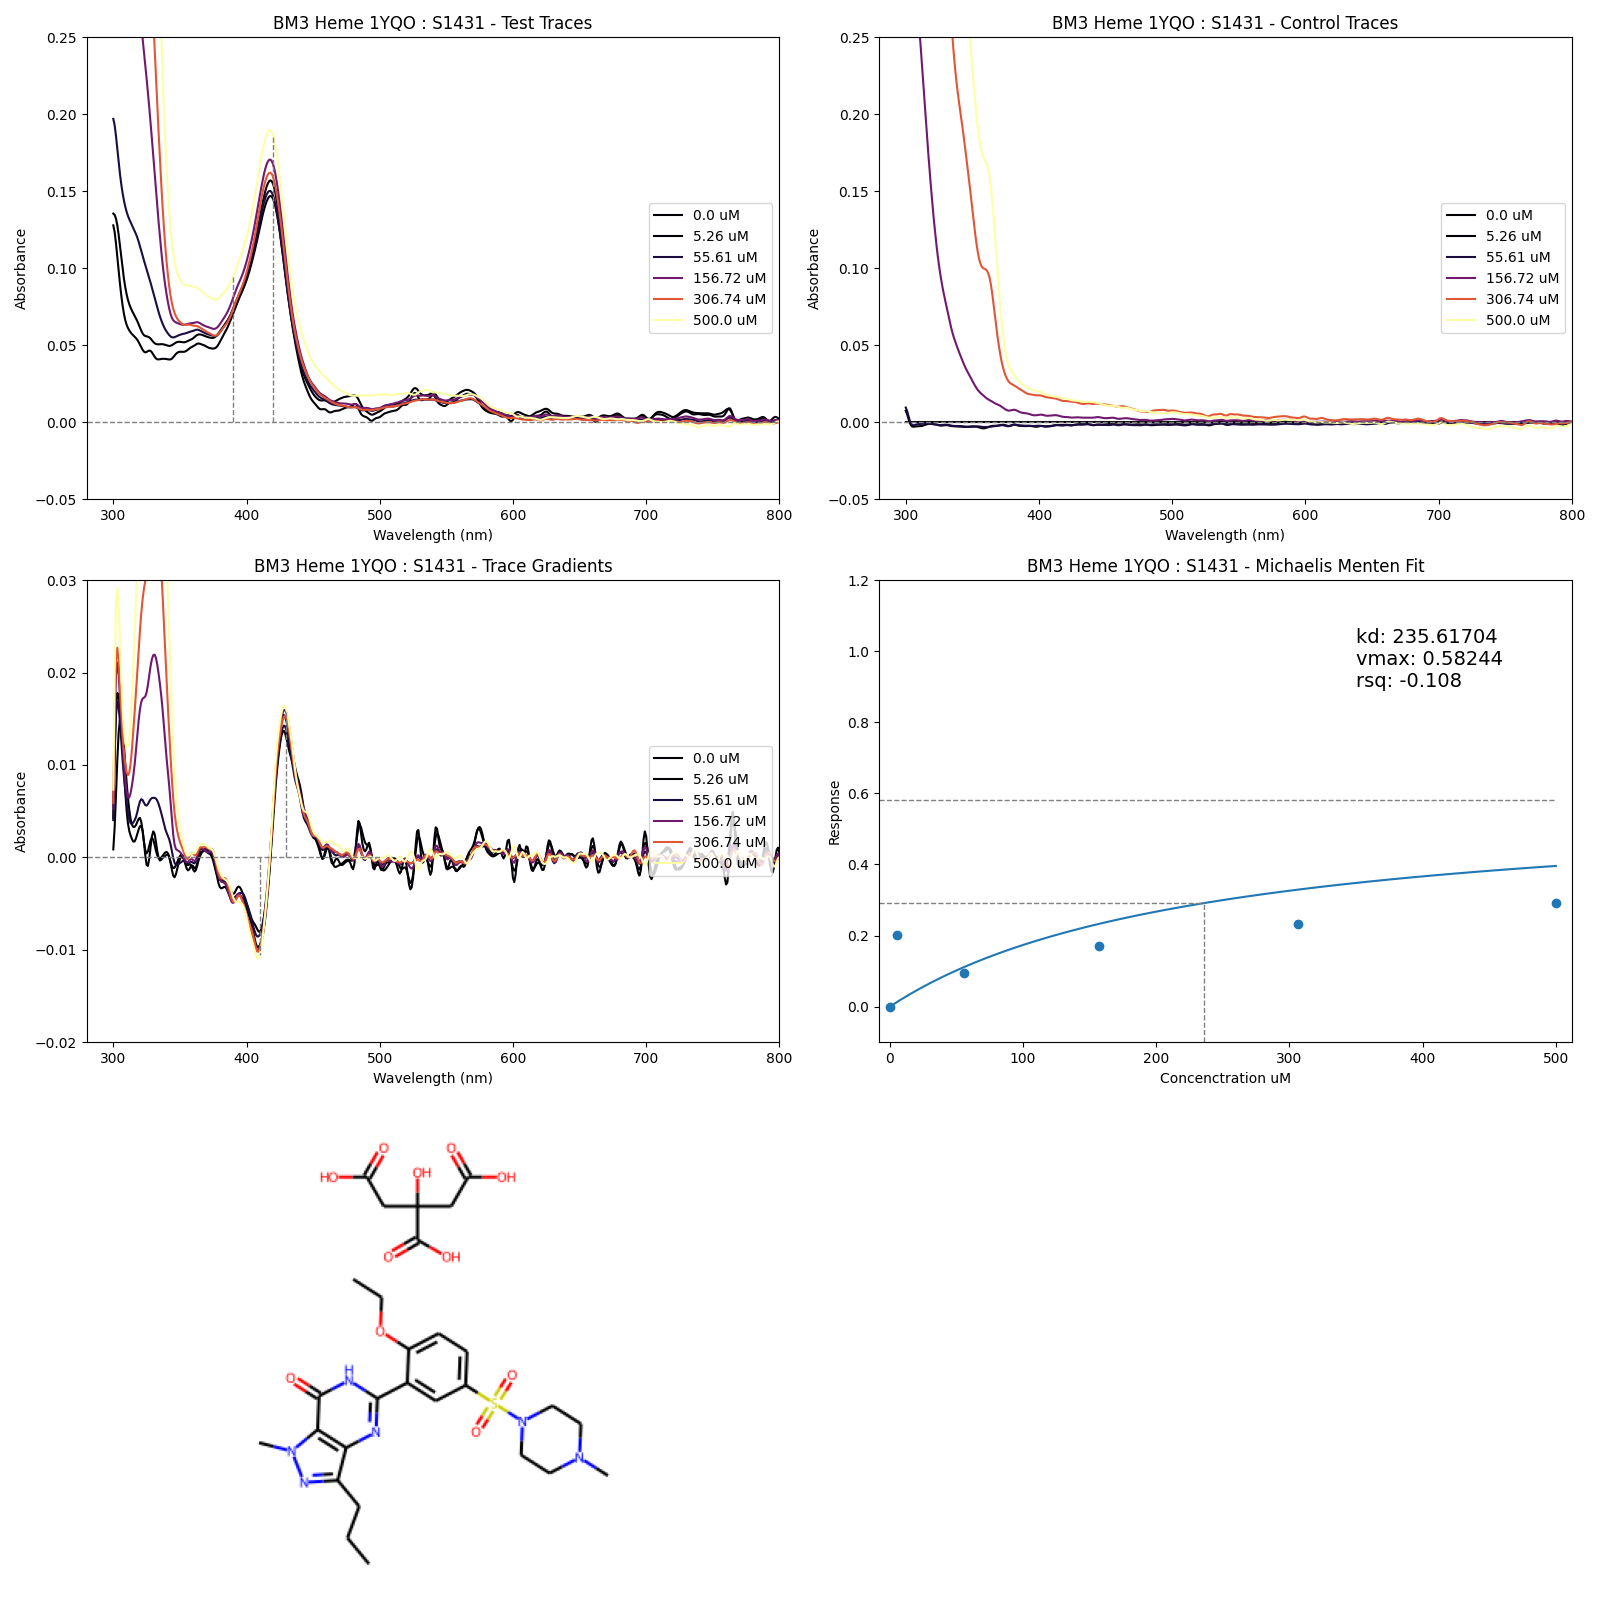 BM3 Heme 1YQO : S1431 - Test Traces
Absorbance
0.25
0.20
0.15
0.10
0.05
0.00
−0.05
300 400 500 600 700 800
Wavelength (nm)
0.0 uM
5.26 uM
55.61 uM
156.72 uM
306.74 uM
500.0 uM
BM3 Heme 1YQO : S1431 - Control Traces
Absorbance
0.25
0.20
0.15
0.10
0.05
0.00
−0.05
300 400 500 600 700 800
Wavelength (nm)
0.0 uM
5.26 uM
55.61 uM
156.72 uM
306.74 uM
500.0 uM
BM3 Heme 1YQO : S1431 - Trace Gradients
Absorbance
0.03
0.02
0.01
0.00
−0.01
−0.02
300 400 500 600 700 800
Wavelength (nm)
0.0 uM
5.26 uM
55.61 uM
156.72 uM
306.74 uM
500.0 uM
BM3 Heme 1YQO : S1431 - Michaelis Menten Fit
Response
1.2
1.0
0.8
0.6
0.4
0.2
0.0
0 100 200 300 400 500
Concenctration uM
kd: 235.61704
vmax: 0.58244
rsq: -0.108
O O
HO OH OH
O OH
O
O H
N O
S
N O N
N N
N